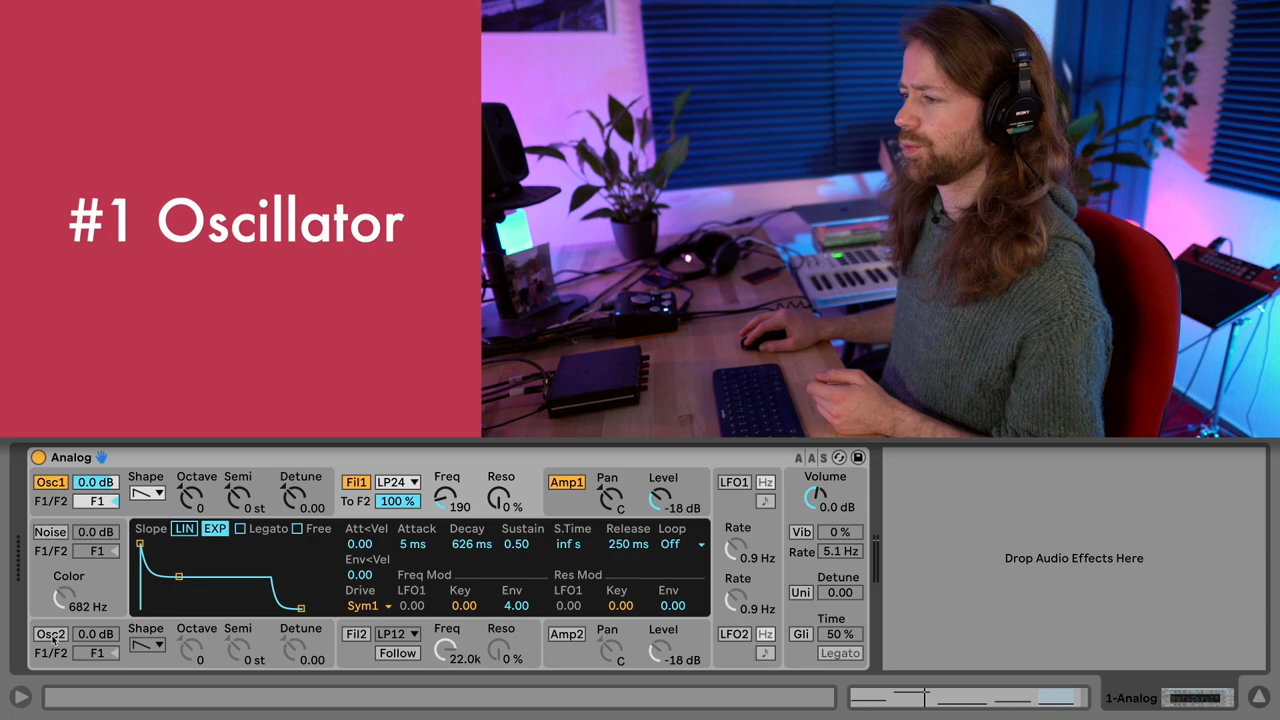 #1 Oscillator
SONY
Analog
A A S
Osc1 0.0 dB Shape Octave Semi Detune Fil1 LP24 Freq Reso Amp1 Pan Level LFO1 Hz Volume
F1/F2 F1 0 0 st 0.00 To F2 100 % 190 0 % C -18 dB 0.0 dB
Noise 0.0 dB Slope LIN EXP Legato Free Att<Vel Attack Decay Sustain S.Time Release Loop Rate Vib 0 %
F1/F2 F1 0.00 5 ms 626 ms 0.50 inf s 250 ms Off 0.9 Hz Rate 5.1 Hz
Env<Vel
Color 0.00 Freq Mod Res Mod Rate Detune
682 Hz Drive LFO1 Key Env LFO1 Key Env Uni 0.00
Sym1 0.00 0.00 4.00 0.00 0.00 0.00 0.9 Hz Time
Osc2 0.0 dB Shape Octave Semi Detune Fil2 LP12 Freq Reso Amp2 Pan Level LFO2 Hz Gli 50 %
F1/F2 F1 0 0 st 0.00 Follow 22.0k 0 % C -18 dB Legato
Drop Audio Effects Here
1-Analog